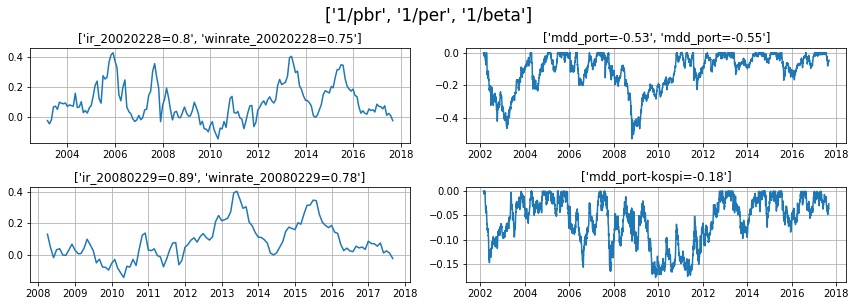 ['1/pbr', '1/per', '1/beta']
['ir_20020228=0.8', 'winrate_20020228=0.75']
0.4
0.2
0.0
2004 2006 2008 2010 2012 2014 2016 2018
['mdd_port=-0.53', 'mdd_port=-0.55']
0.0
−0.2
−0.4
2002 2004 2006 2008 2010 2012 2014 2016 2018
['ir_20080229=0.89', 'winrate_20080229=0.78']
0.4
0.2
0.0
2008 2009 2010 2011 2012 2013 2014 2015 2016 2017 2018
['mdd_port-kospi=-0.18']
0.00
−0.05
−0.10
−0.15
2002 2004 2006 2008 2010 2012 2014 2016 2018